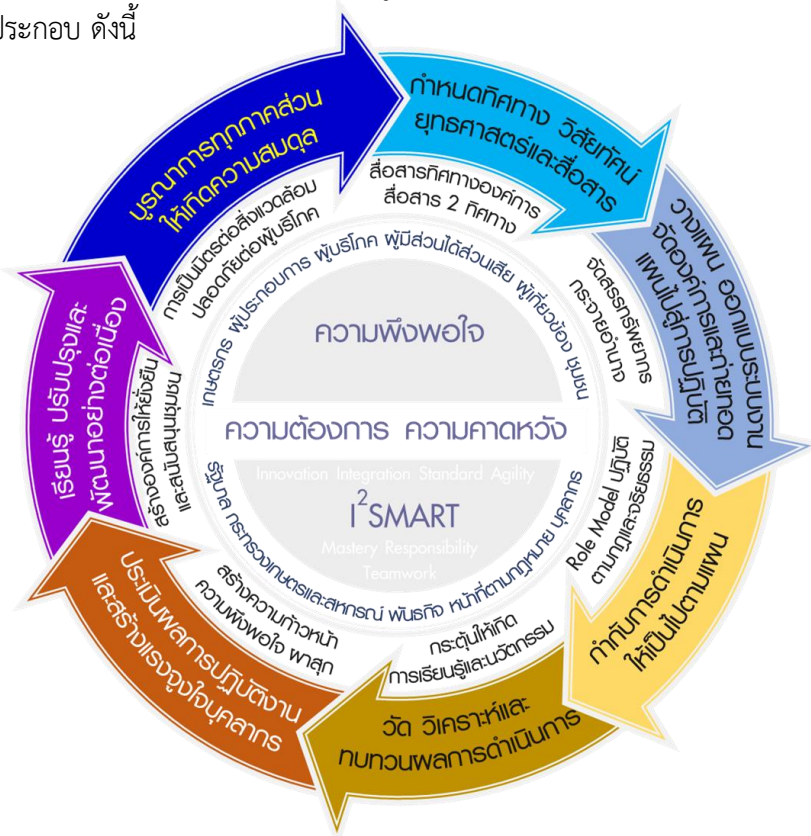 ประกอบ ดังนี้
กำหนดทิศทาง วิสัยทัศน์
ยุทธศาสตร์และสื่อสาร
สื่อสารทิศทางองค์การ
สื่อสาร 2 ทิศทาง
วางแผน ออกแบบระบบงาน
จัดองค์การและถ่ายทอด
แผนไปสู่การปฏิบัติ
จัดสรรทรัพยากร
กระจายอำนาจ
กำกับการดำเนินการ
ให้เป็นไปตามแผน
Role Model ปฏิบัติ
ตามกฎและจริยธรรม
วัด วิเคราะห์และ
ทบทวนผลการดำเนินการ
กระตุ้นให้เกิด
การเรียนรู้และนวัตกรรม
ประเมินผลการปฏิบัติงาน
และสร้างแรงจูงใจบุคลากร
สร้างความก้าวหน้า
ความพึงพอใจ ผาสุก
เรียนรู้ ปรับปรุงและ
พัฒนาอย่างต่อเนื่อง
สร้างองค์การให้ยั่งยืน
และสนับสนุนชุมชน
บูรณาการทุกภาคส่วน
ให้เกิดความสมดุล
การเป็นมิตรต่อสิ่งแวดล้อม
ปลอดภัยต่อผู้บริโภค
เกษตรกร ผู้ประกอบการ ผู้บริโภค ผู้มีส่วนได้ส่วนเสีย ผู้เกี่ยวข้อง ชุมชน
ความพึงพอใจ
ความต้องการ ความคาดหวัง
Innovation Integration Standard Agility
I²SMART
Mastery Responsibility
Teamwork
รัฐบาล กระทรวงเกษตรและสหกรณ์ พันธกิจ หน้าที่ตามกฎหมาย บุคลากร